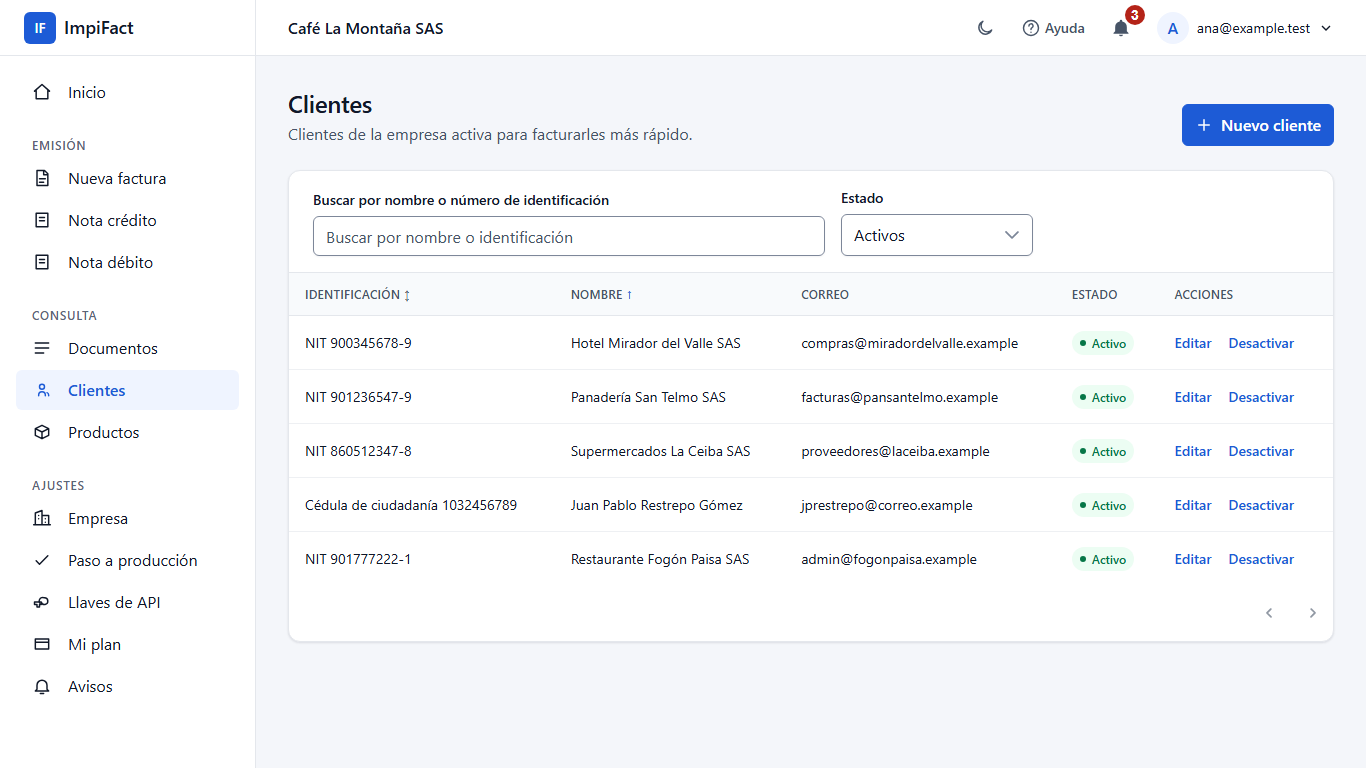 IF ImpiFact
Café La Montaña SAS
Ayuda
3
A
ana@example.test
Inicio
EMISIÓN
Nueva factura
Nota crédito
Nota débito
CONSULTA
Documentos
Clientes
Productos
AJUSTES
Empresa
Paso a producción
Llaves de API
Mi plan
Avisos
Clientes
Clientes de la empresa activa para facturarles más rápido.
+ Nuevo cliente
Buscar por nombre o número de identificación
Buscar por nombre o identificación
Estado
Activos
IDENTIFICACIÓN ↕ NOMBRE ↑ CORREO ESTADO ACCIONES
NIT 900345678-9 Hotel Mirador del Valle SAS compras@miradordelvalle.example Activo Editar Desactivar
NIT 901236547-9 Panadería San Telmo SAS facturas@pansantelmo.example Activo Editar Desactivar
NIT 860512347-8 Supermercados La Ceiba SAS proveedores@laceiba.example Activo Editar Desactivar
Cédula de ciudadanía 1032456789 Juan Pablo Restrepo Gómez jprestrepo@correo.example Activo Editar Desactivar
NIT 901777222-1 Restaurante Fogón Paisa SAS admin@fogonpaisa.example Activo Editar Desactivar